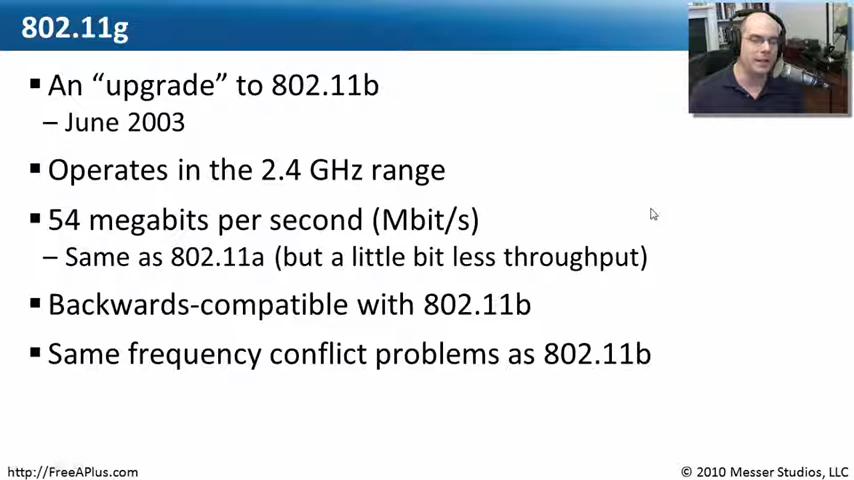 802.11g
▪ An “upgrade” to 802.11b
– June 2003
▪ Operates in the 2.4 GHz range
▪ 54 megabits per second (Mbit/s)
– Same as 802.11a (but a little bit less throughput)
▪ Backwards-compatible with 802.11b
▪ Same frequency conflict problems as 802.11b
http://FreeAPlus.com
© 2010 Messer Studios, LLC